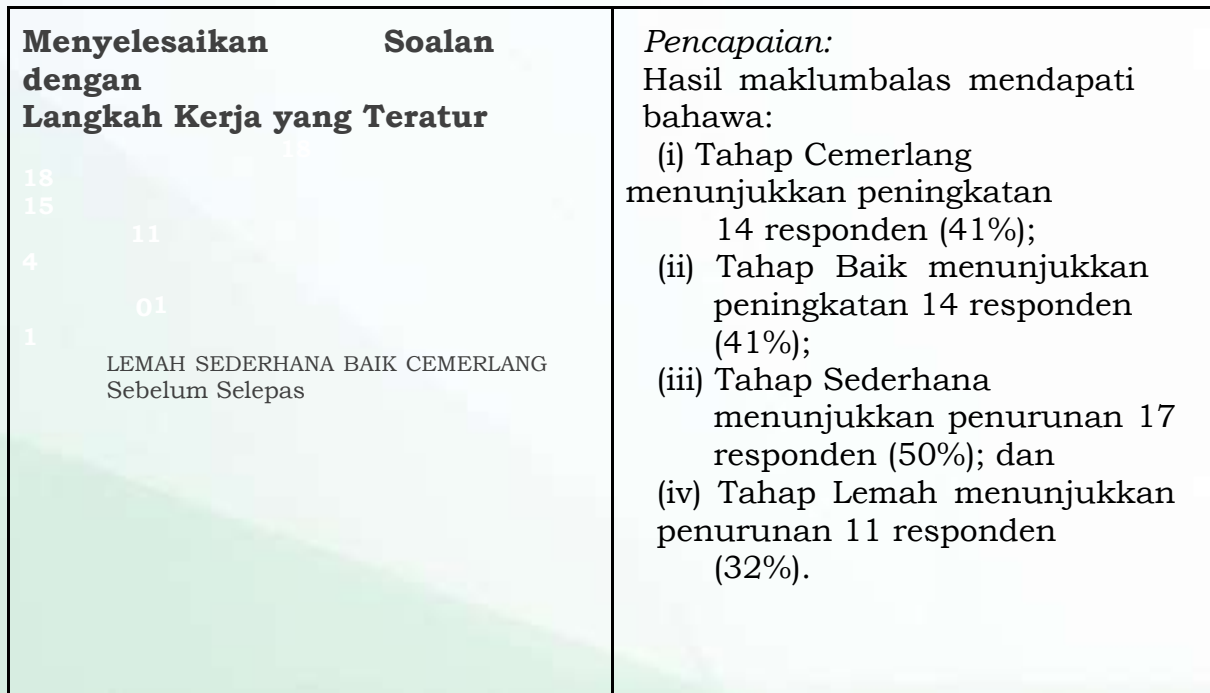 Menyelesaikan Soalan
dengan
Langkah Kerja yang Teratur
18
18
15
11
4
01
1
LEMAH SEDERHANA BAIK CEMERLANG
Sebelum Selepas
Pencapaian:
Hasil maklumbalas mendapati
bahawa:
(i) Tahap Cemerlang
menunjukkan peningkatan
14 responden (41%);
(ii) Tahap Baik menunjukkan
peningkatan 14 responden
(41%);
(iii) Tahap Sederhana
menunjukkan penurunan 17
responden (50%); dan
(iv) Tahap Lemah menunjukkan
penurunan 11 responden
(32%).